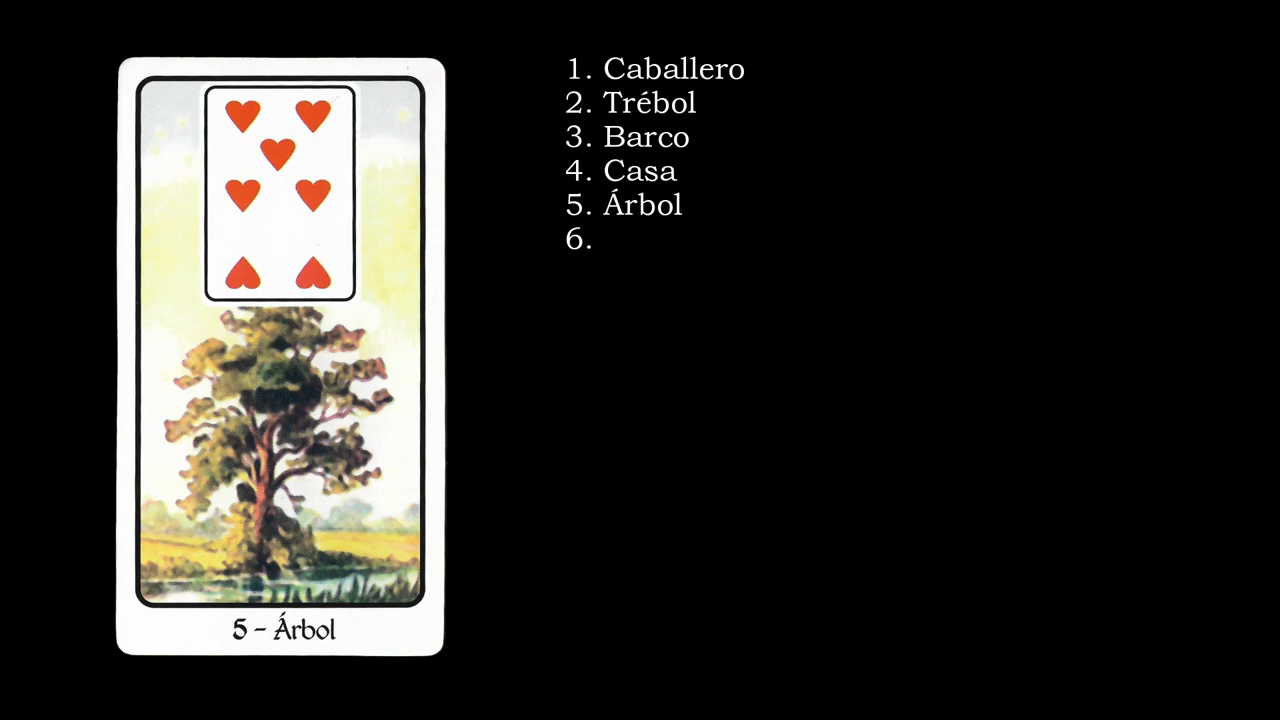 5 - Árbol
1. Caballero
2. Trébol
3. Barco
4. Casa
5. Árbol
6.